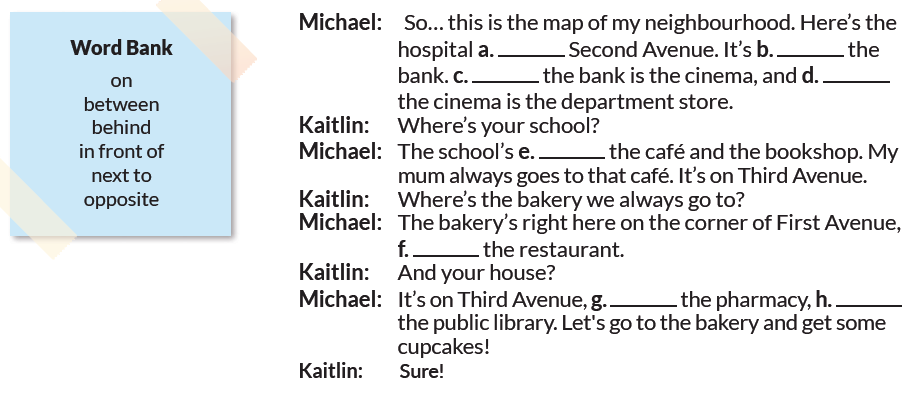 Word Bank
on
between
behind
in front of
next to
opposite
Michael: So... this is the map of my neighbourhood. Here's the
hospital a. ______ Second Avenue. It's b. ______ the
bank. c. ______ the bank is the cinema, and d. ______
the cinema is the department store.
Kaitlin: Where's your school?
Michael: The school's e. ______ the café and the bookshop. My
mum always goes to that café. It's on Third Avenue.
Kaitlin: Where's the bakery we always go to?
Michael: The bakery's right here on the corner of First Avenue,
f. ______ the restaurant.
Kaitlin: And your house?
Michael: It's on Third Avenue, g. ______ the pharmacy, h. ______
the public library. Let's go to the bakery and get some
cupcakes!
Kaitlin: Sure!